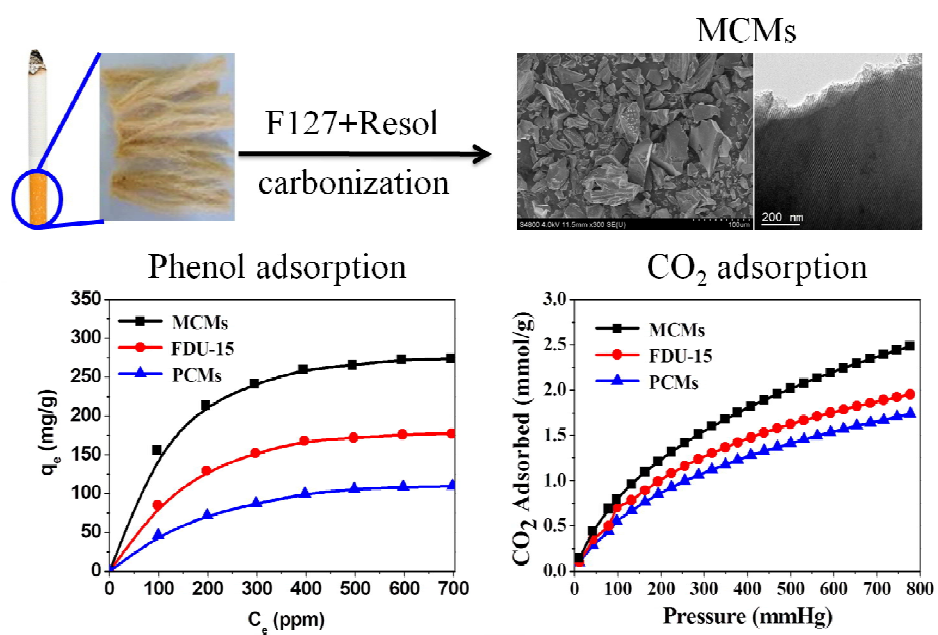 MCMs
F127+Resol
carbonization
S4800 4.0kV 11.5mm x300 SE(U)
100um
200 nm
Phenol adsorption
CO2 adsorption
350
300
250
200
150
100
50
0
qe (mg/g)
MCMs
FDU-15
PCMs
0 100 200 300 400 500 600 700
Ce (ppm)
3.0
2.5
2.0
1.5
1.0
0.5
0.0
CO2 Adsorbed (mmol/g)
MCMs
FDU-15
PCMs
0 100 200 300 400 500 600 700 800
Pressure (mmHg)